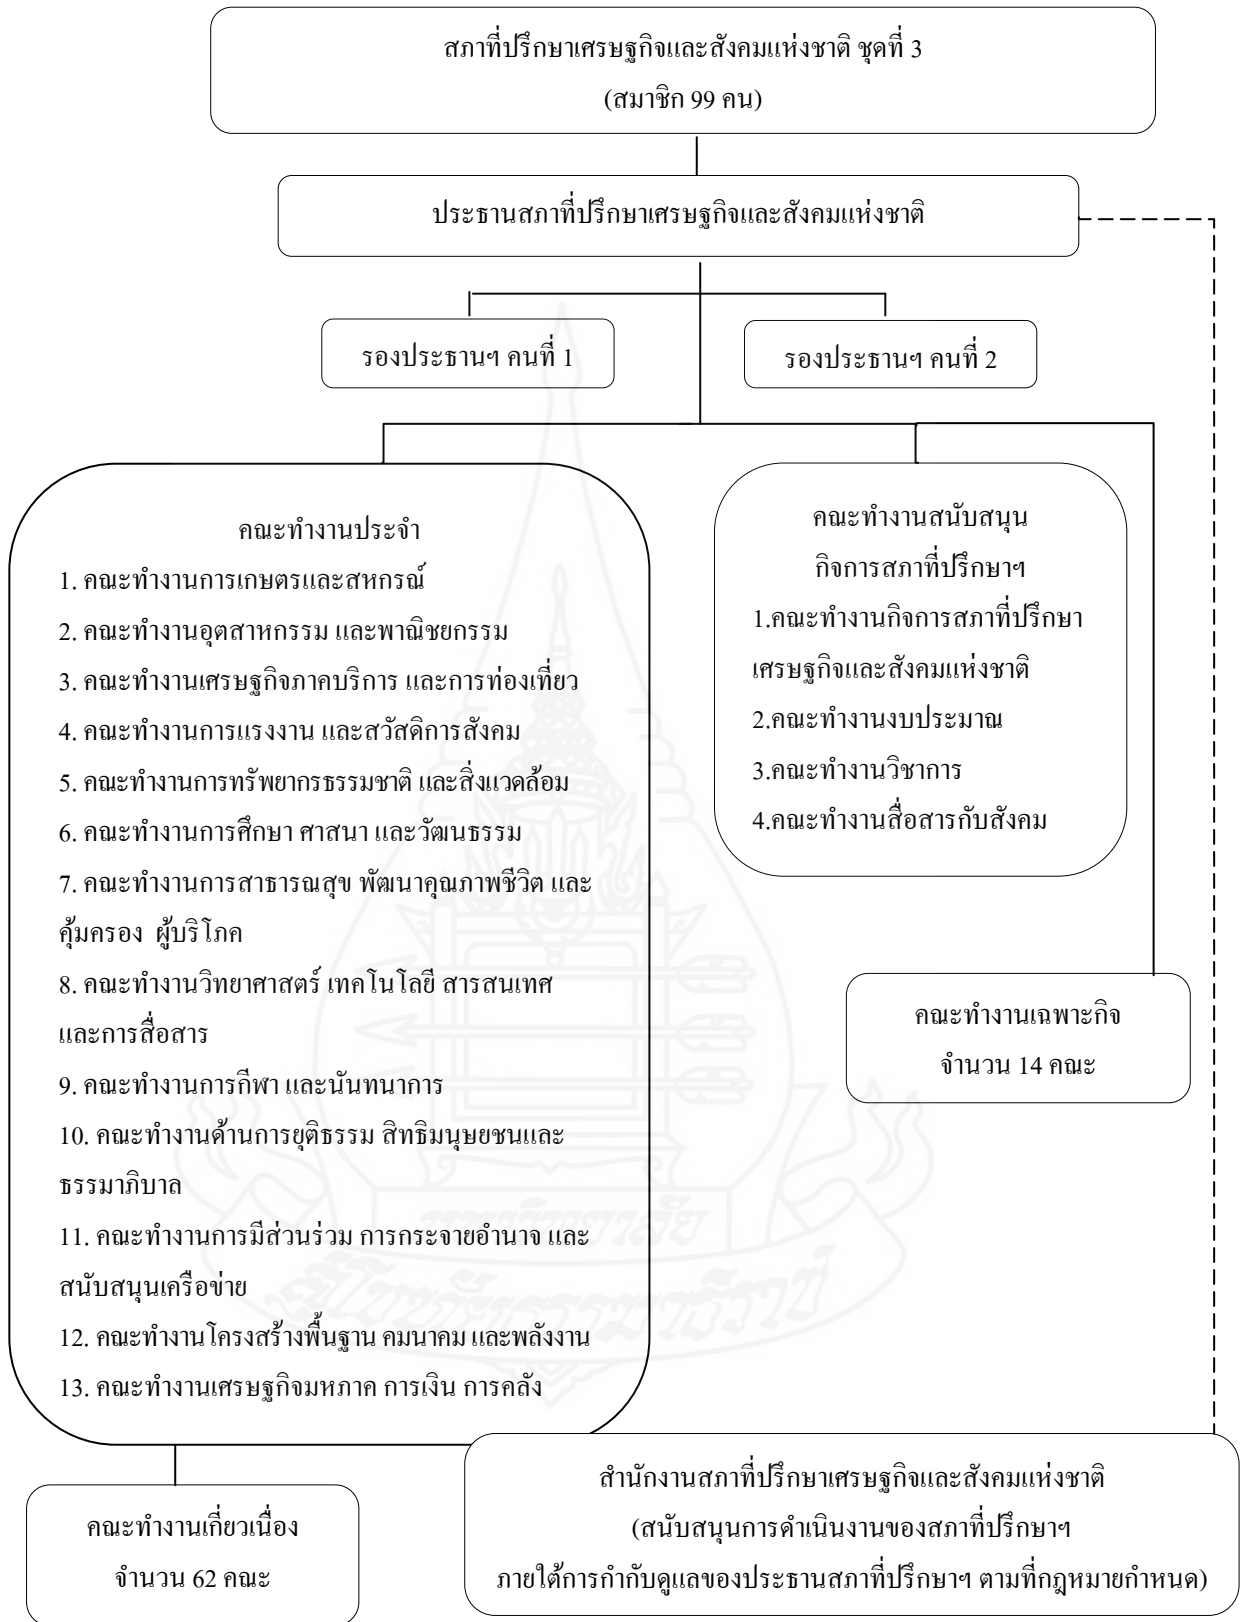 สภาที่ปรึกษาเศรษฐกิจและสังคมแห่งชาติ ชุดที่ 3
(สมาชิก 99 คน)
ประธานสภาที่ปรึกษาเศรษฐกิจและสังคมแห่งชาติ
รองประธานฯ คนที่ 1
รองประธานฯ คนที่ 2
คณะทำงานประจำ
1. คณะทำงานการเกษตรและสหกรณ์
2. คณะทำงานอุตสาหกรรม และพาณิชยกรรม
3. คณะทำงานเศรษฐกิจภาคบริการ และการท่องเที่ยว
4. คณะทำงานการแรงงาน และสวัสดิการสังคม
5. คณะทำงานการทรัพยากรธรรมชาติ และสิ่งแวดล้อม
6. คณะทำงานการศึกษา ศาสนา และวัฒนธรรม
7. คณะทำงานการสาธารณสุข พัฒนาคุณภาพชีวิต และ
คุ้มครอง ผู้บริโภค
8. คณะทำงานวิทยาศาสตร์ เทคโนโลยี สารสนเทศ
และการสื่อสาร
9. คณะทำงานการกีฬา และนันทนาการ
10. คณะทำงานด้านการยุติธรรม สิทธิมนุษยชนและ
ธรรมาภิบาล
11. คณะทำงานการมีส่วนร่วม การกระจายอำนาจ และ
สนับสนุนเครือข่าย
12. คณะทำงานโครงสร้างพื้นฐาน คมนาคม และพลังงาน
13. คณะทำงานเศรษฐกิจมหภาค การเงิน การคลัง
คณะทำงานสนับสนุน
กิจการสภาที่ปรึกษาฯ
1.คณะทำงานกิจการสภาที่ปรึกษา
เศรษฐกิจและสังคมแห่งชาติ
2.คณะทำงานงบประมาณ
3.คณะทำงานวิชาการ
4.คณะทำงานสื่อสารกับสังคม
คณะทำงานเฉพาะกิจ
จำนวน 14 คณะ
คณะทำงานเกี่ยวเนื่อง
จำนวน 62 คณะ
สำนักงานสภาที่ปรึกษาเศรษฐกิจและสังคมแห่งชาติ
(สนับสนุนการดำเนินงานของสภาที่ปรึกษาฯ
ภายใต้การกำกับดูแลของประธานสภาที่ปรึกษาฯ ตามที่กฎหมายกำหนด)
มหาวิทยาลัย
สุโขทัยธรรมาธิราช